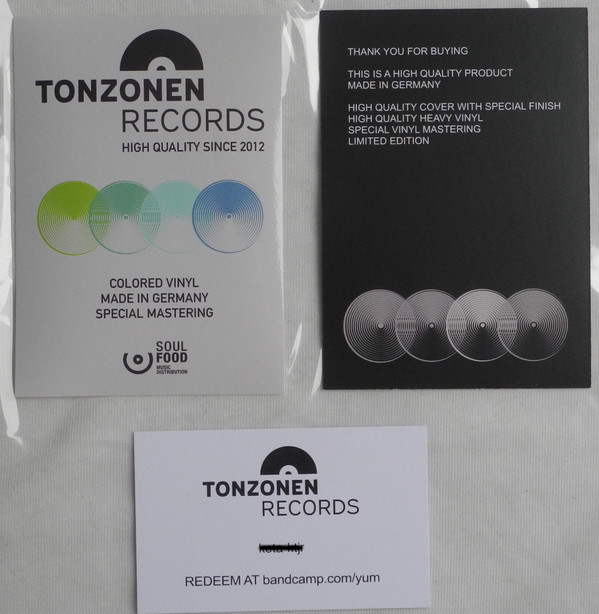 TONZONEN
RECORDS
HIGH QUALITY SINCE 2012
COLORED VINYL
MADE IN GERMANY
SPECIAL MASTERING
SOUL
FOOD
MUSIC
DISTRIBUTION
THANK YOU FOR BUYING
THIS IS A HIGH QUALITY PRODUCT
MADE IN GERMANY
HIGH QUALITY COVER WITH SPECIAL FINISH
HIGH QUALITY HEAVY VINYL
SPECIAL VINYL MASTERING
LIMITED EDITION
TONZONEN
RECORDS
REDEEM AT bandcamp.com/yum